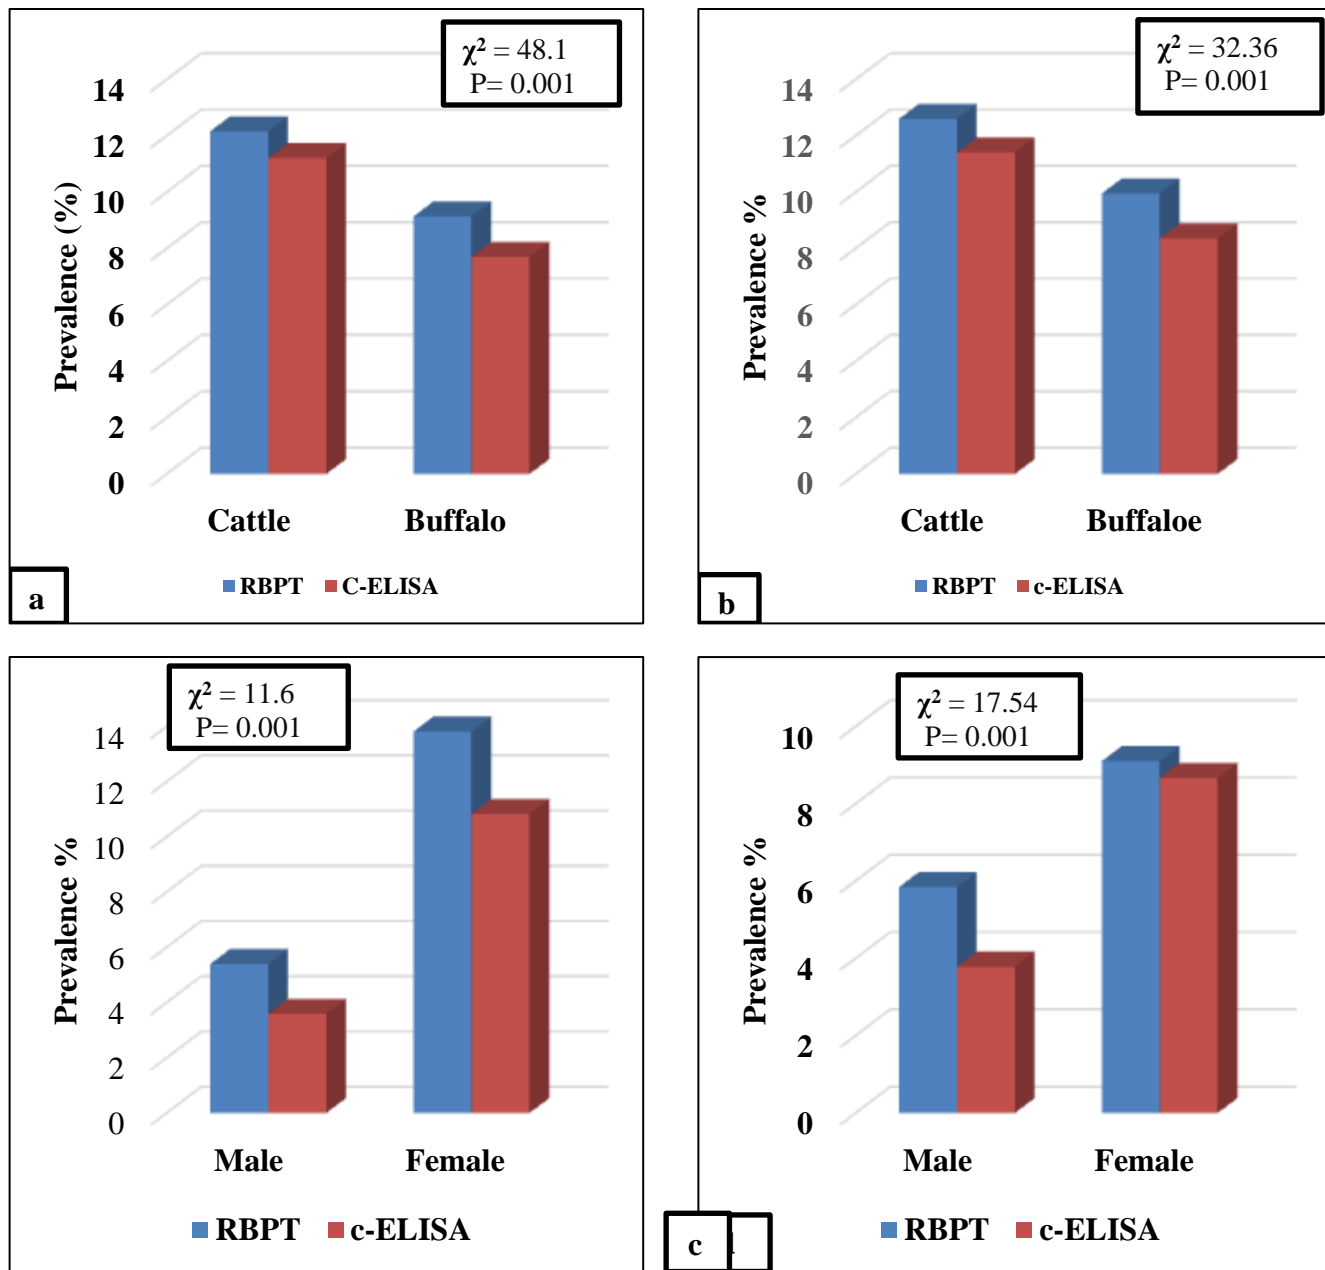 χ² = 48.1
P= 0.001
Prevalence (%)
14
12
10
8
6
4
2
0
Cattle Buffalo
RBPT C-ELISA
a
χ² = 32.36
P= 0.001
Prevalence %
14
12
10
8
6
4
2
0
Cattle Buffaloe
RBPT c-ELISA
b
χ² = 11.6
P= 0.001
Prevalence %
14
12
10
8
6
4
2
0
Male Female
RBPT c-ELISA
c
χ² = 17.54
P= 0.001
Prevalence %
10
8
6
4
2
0
Male Female
RBPT c-ELISA